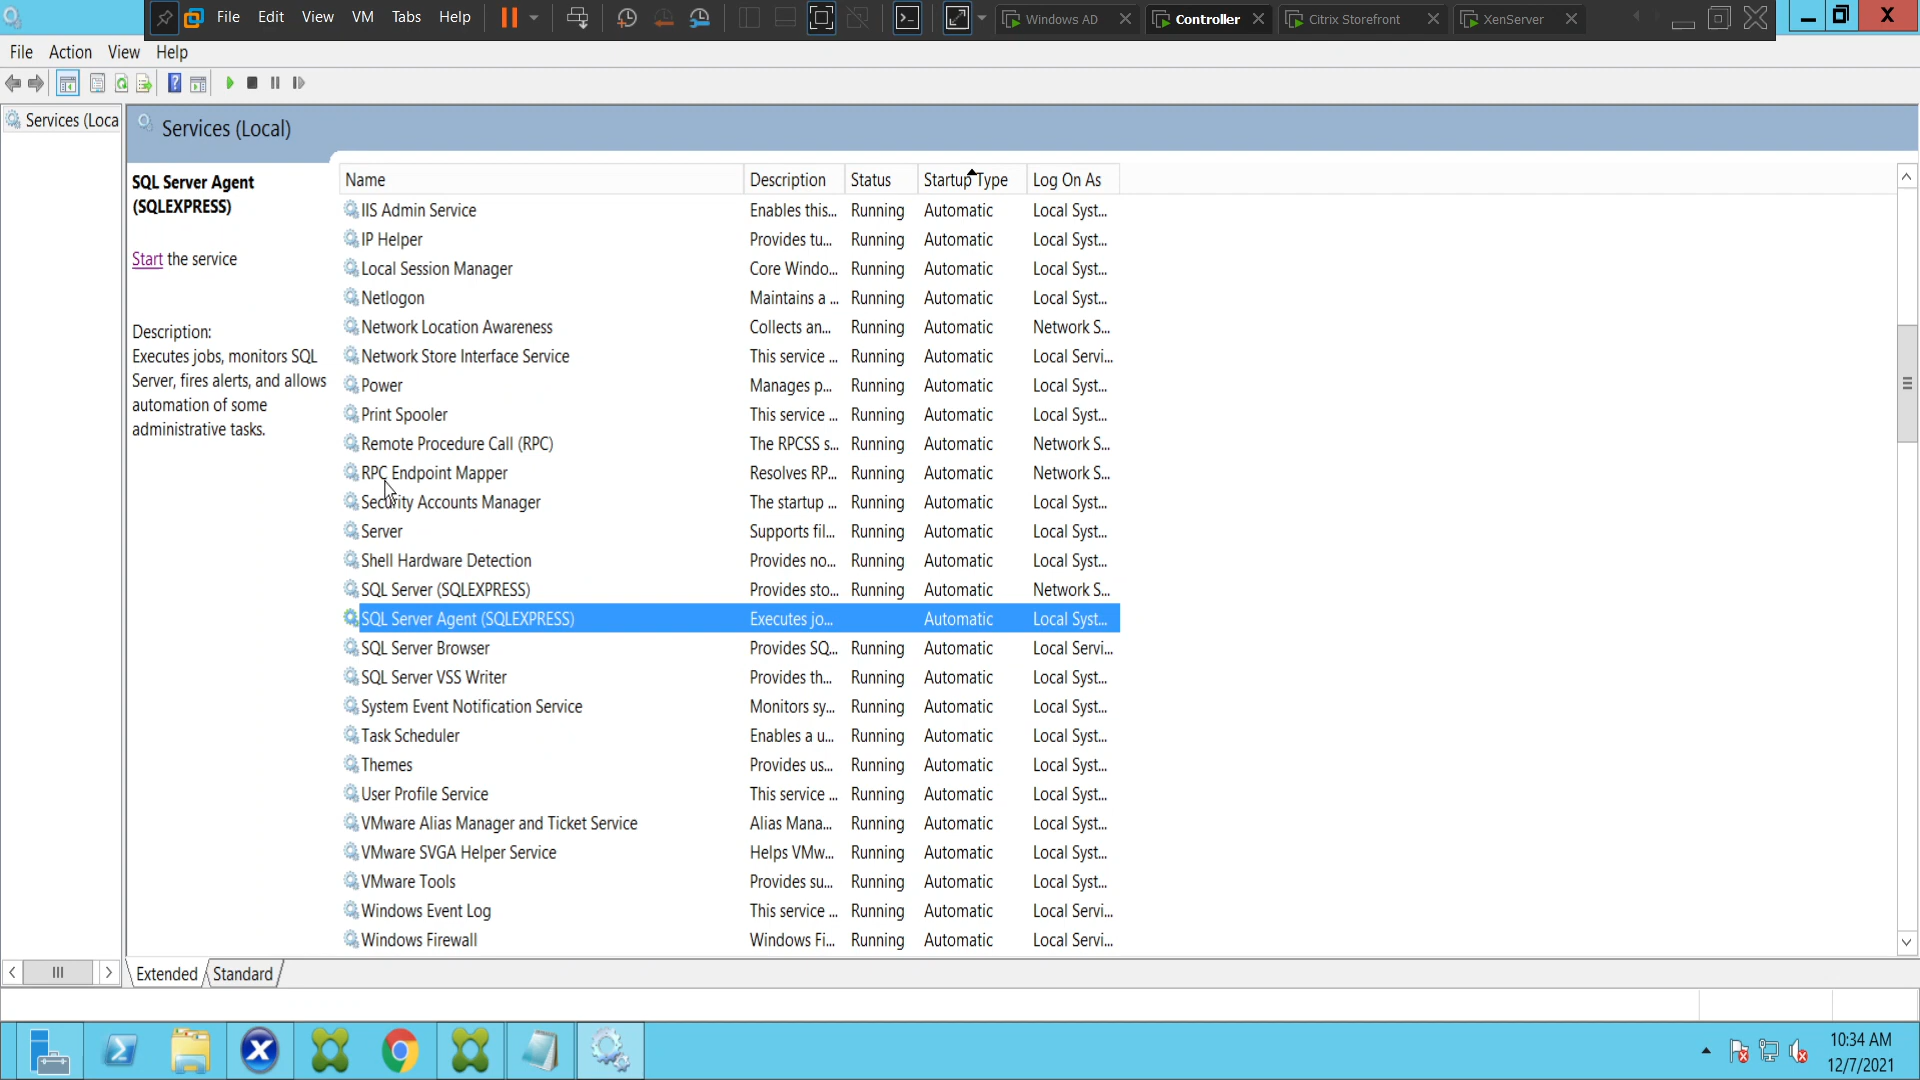 File Edit View VM Tabs Help Windows AD Controller Citrix Storefront XenServer X
File Action View Help
Services (Loca
Services (Local)
SQL Server Agent
(SQLEXPRESS)
Start the service
Description:
Executes jobs, monitors SQL
Server, fires alerts, and allows
automation of some
administrative tasks.
Name Description Status Startup Type Log On As
IIS Admin Service Enables this... Running Automatic Local Syst...
IP Helper Provides tu... Running Automatic Local Syst...
Local Session Manager Core Windo... Running Automatic Local Syst...
Netlogon Maintains a ... Running Automatic Local Syst...
Network Location Awareness Collects an... Running Automatic Network S...
Network Store Interface Service This service ... Running Automatic Local Servi...
Power Manages p... Running Automatic Local Syst...
Print Spooler This service ... Running Automatic Local Syst...
Remote Procedure Call (RPC) The RPCSS s... Running Automatic Network S...
RPC Endpoint Mapper Resolves RP... Running Automatic Network S...
Security Accounts Manager The startup ... Running Automatic Local Syst...
Server Supports fil... Running Automatic Local Syst...
Shell Hardware Detection Provides no... Running Automatic Local Syst...
SQL Server (SQLEXPRESS) Provides sto... Running Automatic Network S...
SQL Server Agent (SQLEXPRESS) Executes jo... Automatic Local Syst...
SQL Server Browser Provides SQ... Running Automatic Local Servi...
SQL Server VSS Writer Provides th... Running Automatic Local Syst...
System Event Notification Service Monitors sy... Running Automatic Local Syst...
Task Scheduler Enables a u... Running Automatic Local Syst...
Themes Provides us... Running Automatic Local Syst...
User Profile Service This service ... Running Automatic Local Syst...
VMware Alias Manager and Ticket Service Alias Mana... Running Automatic Local Syst...
VMware SVGA Helper Service Helps VMw... Running Automatic Local Syst...
VMware Tools Provides su... Running Automatic Local Syst...
Windows Event Log This service ... Running Automatic Local Servi...
Windows Firewall Windows Fi... Running Automatic Local Servi...
Extended Standard
10:34 AM
12/7/2021